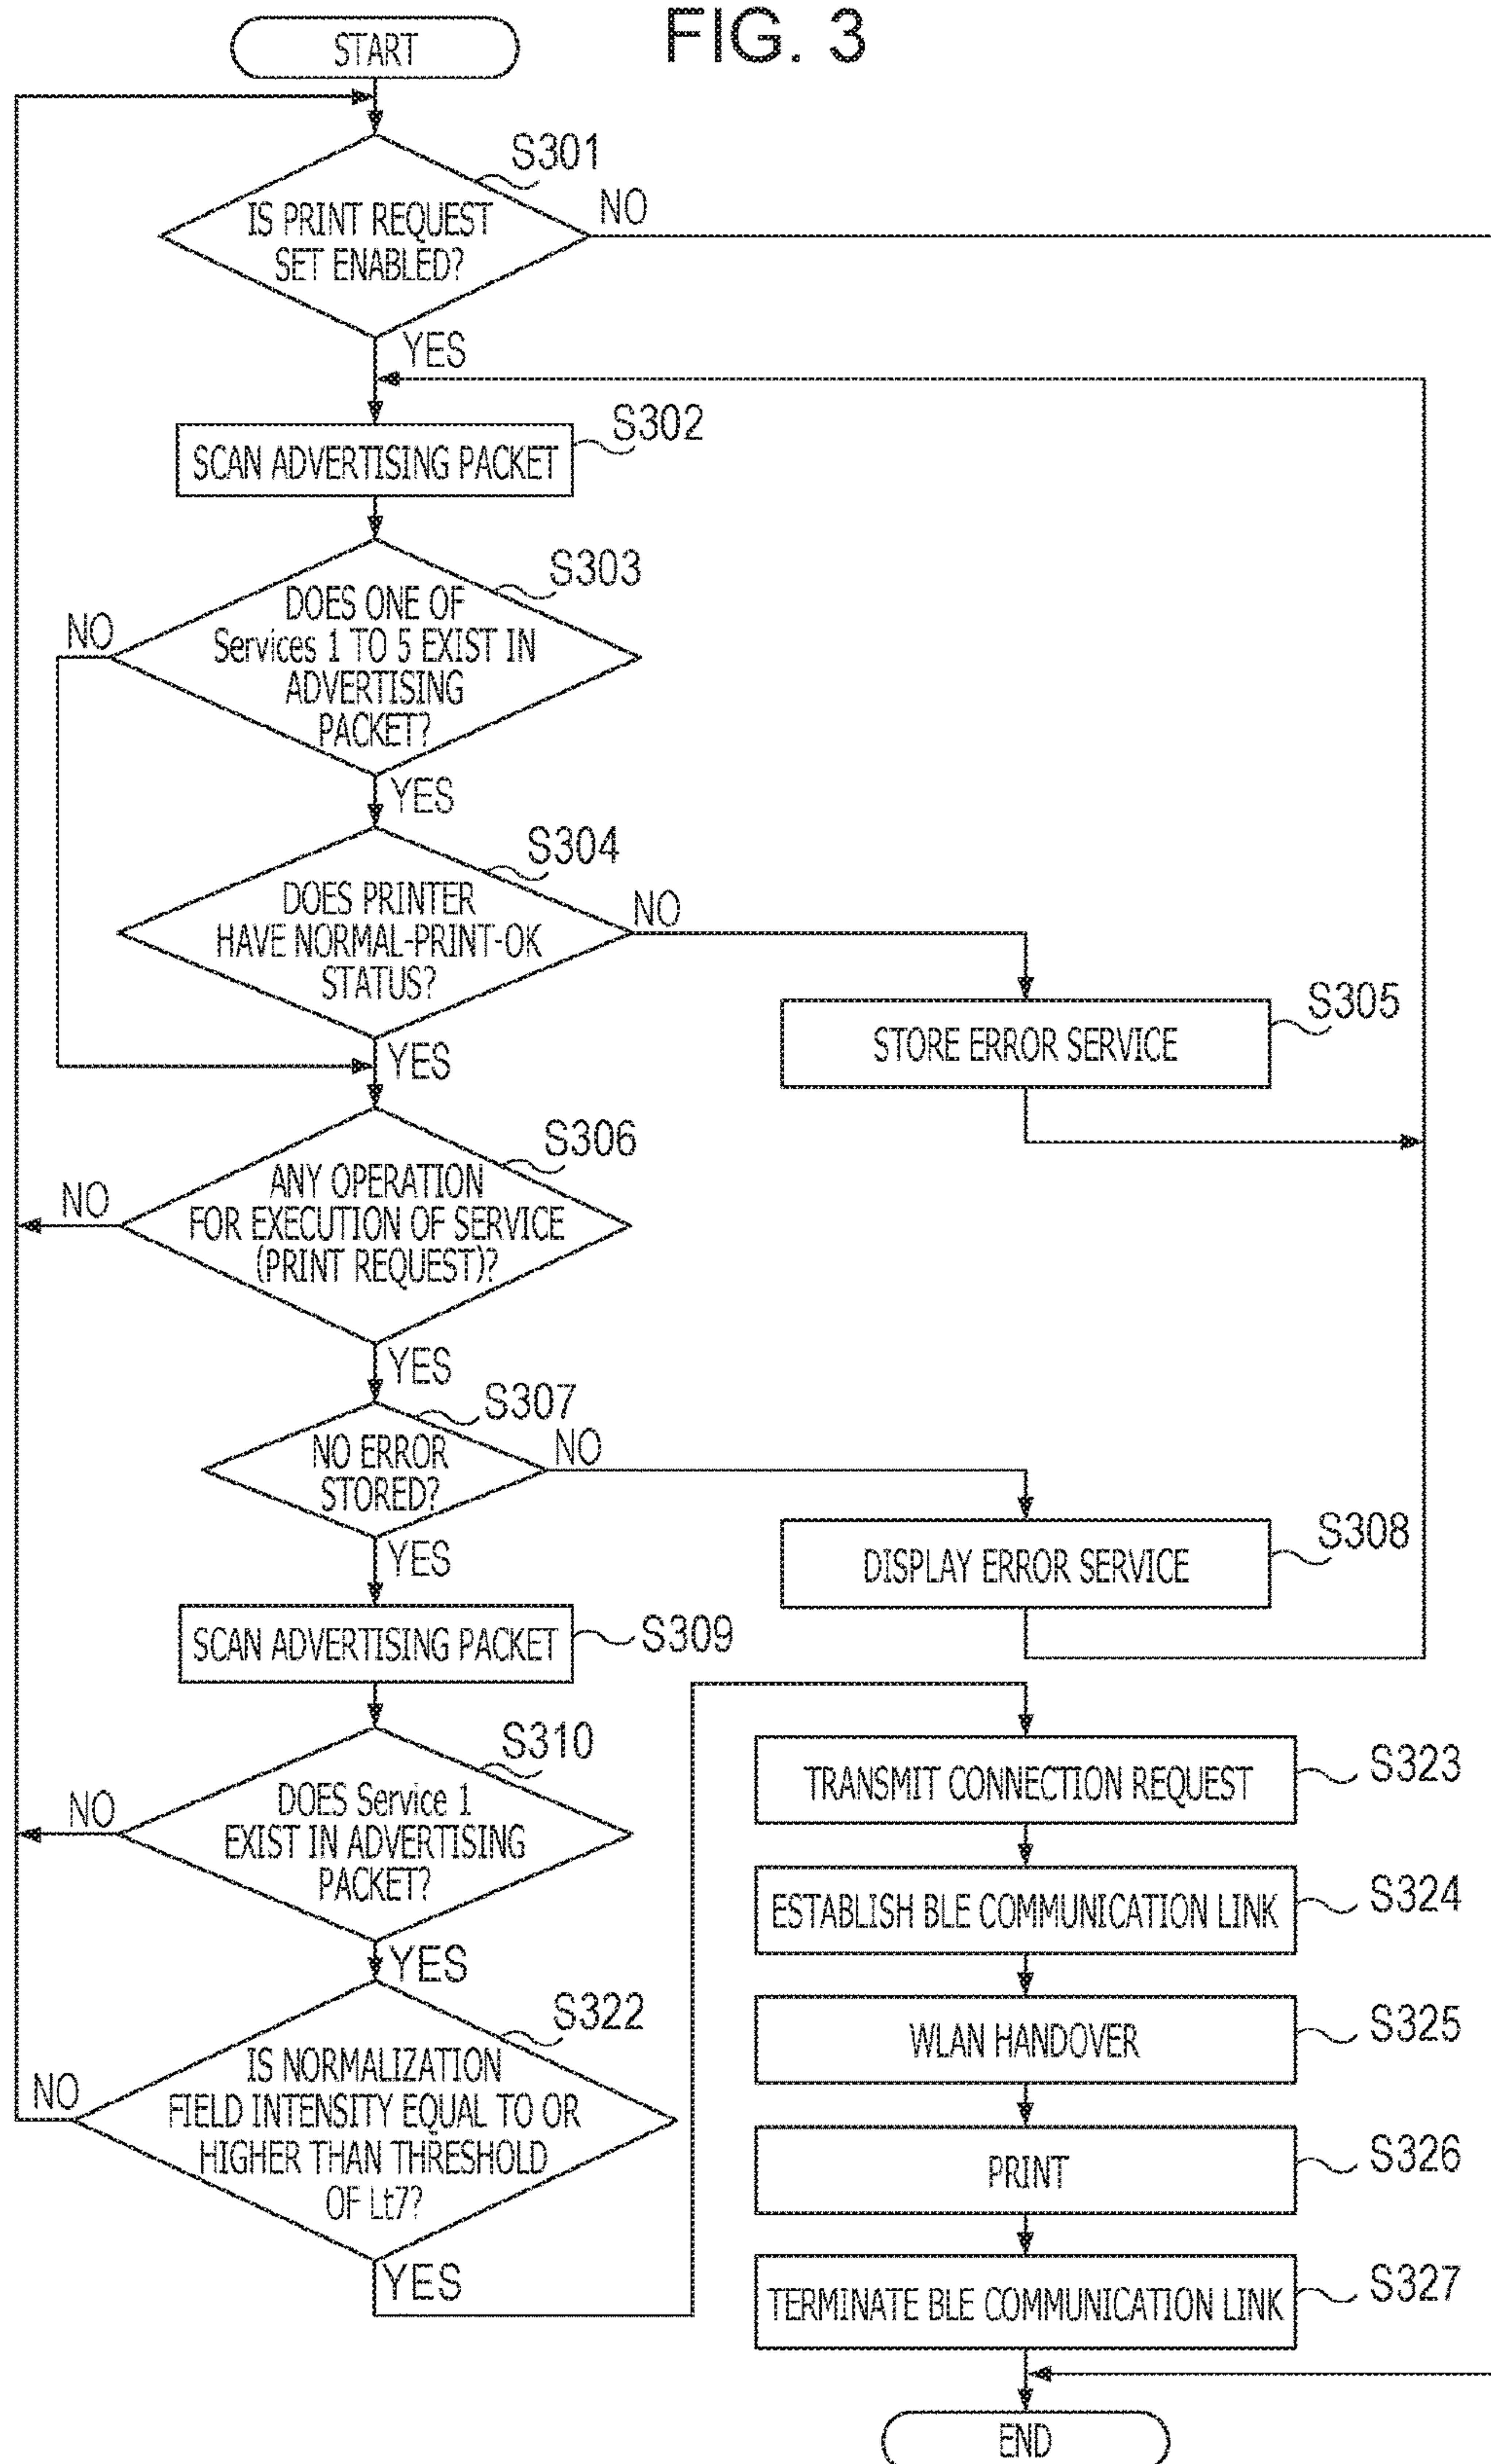 FIG. 3
START
S301
IS PRINT REQUEST
SET ENABLED?
NO
YES
S302
SCAN ADVERTISING PACKET
S303
DOES ONE OF
Services 1 TO 5 EXIST IN
ADVERTISING
PACKET?
NO
YES
S304
DOES PRINTER
HAVE NORMAL-PRINT-OK
STATUS?
NO
YES
S305
STORE ERROR SERVICE
S306
ANY OPERATION
FOR EXECUTION OF SERVICE
(PRINT REQUEST)?
NO
YES
S307
NO ERROR
STORED?
NO
YES
S308
DISPLAY ERROR SERVICE
SCAN ADVERTISING PACKET
S309
S310
DOES Service 1
EXIST IN ADVERTISING
PACKET?
NO
YES
S322
IS NORMALIZATION
FIELD INTENSITY EQUAL TO OR
HIGHER THAN THRESHOLD
OF Lt7?
NO
YES
TRANSMIT CONNECTION REQUEST
S323
ESTABLISH BLE COMMUNICATION LINK
S324
WLAN HANDOVER
S325
PRINT
S326
TERMINATE BLE COMMUNICATION LINK
S327
END